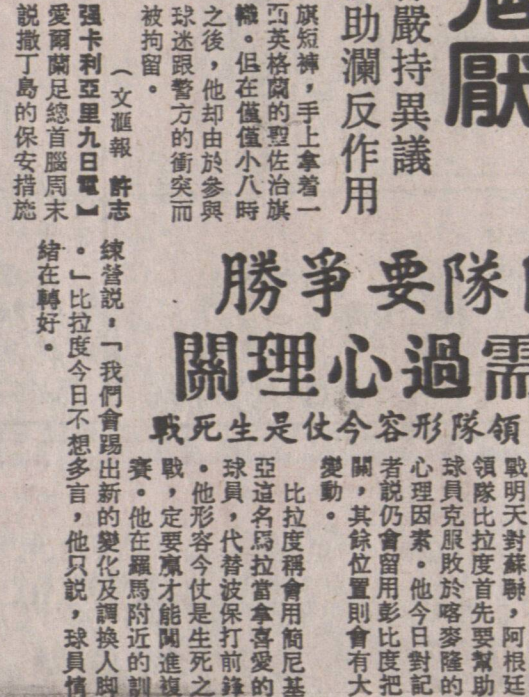 嚴持異議
助瀾反作用
旗短褲，手上拿着一
面英格蘭的聖佐治旗
幟。但在僅僅小八時
之後，他却由於參與
球迷跟警方的衝突而
被拘留。
（文滙報　許志
强卡利亞里九日電】
愛爾蘭足總首腦周末
説撒丁島的保安措施
隊要爭勝
需過心理關
領隊形容今仗是生死戰
戰明天對蘇聯，阿根廷
領隊比拉度首先要幫助
球員克服敗於喀麥隆的
心理因素。他今日對記
者説仍會留用彭比度把
關，其餘位置則會有大
變動。
比拉度稱會用簡尼基
亞這名馬拉當拿喜愛的
球員，代替波保打前鋒
。他形容今仗是生死之
戰，定要贏才能闖進複
賽。他在羅馬附近的訓
練營説：「我們會踢出新的變化及調換人脚
。」比拉度今日不想多言，他只説，球員情
緒在轉好。